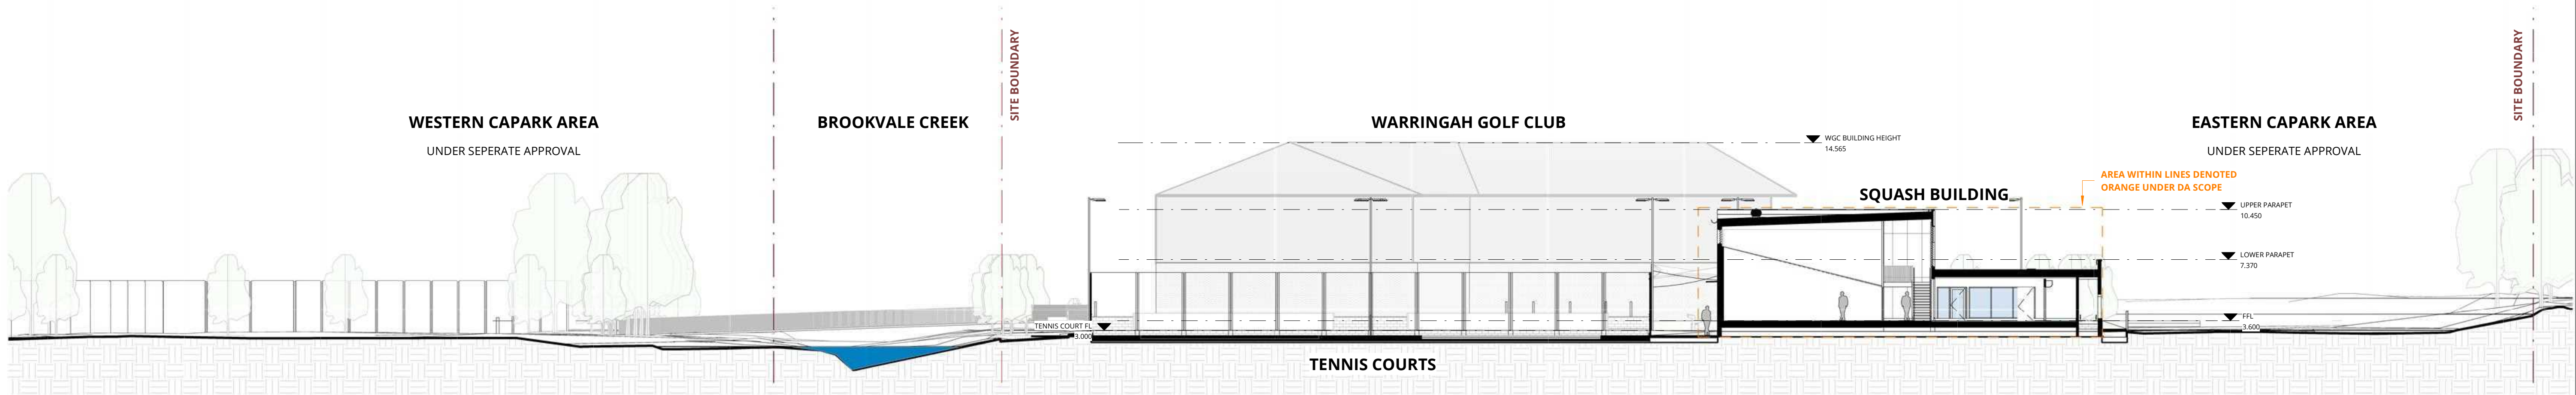 SITE BOUNDARY
SITE BOUNDARY
WESTERN CAPARK AREA
UNDER SEPERATE APPROVAL
BROOKVALE CREEK
WARRINGAH GOLF CLUB
EASTERN CAPARK AREA
UNDER SEPERATE APPROVAL
WGC BUILDING HEIGHT
14.565
AREA WITHIN LINES DENOTED
ORANGE UNDER DA SCOPE
SQUASH BUILDING
UPPER PARAPET
10.450
LOWER PARAPET
7.370
FFL
3.600
TENNIS COURT FL
3.000
TENNIS COURTS